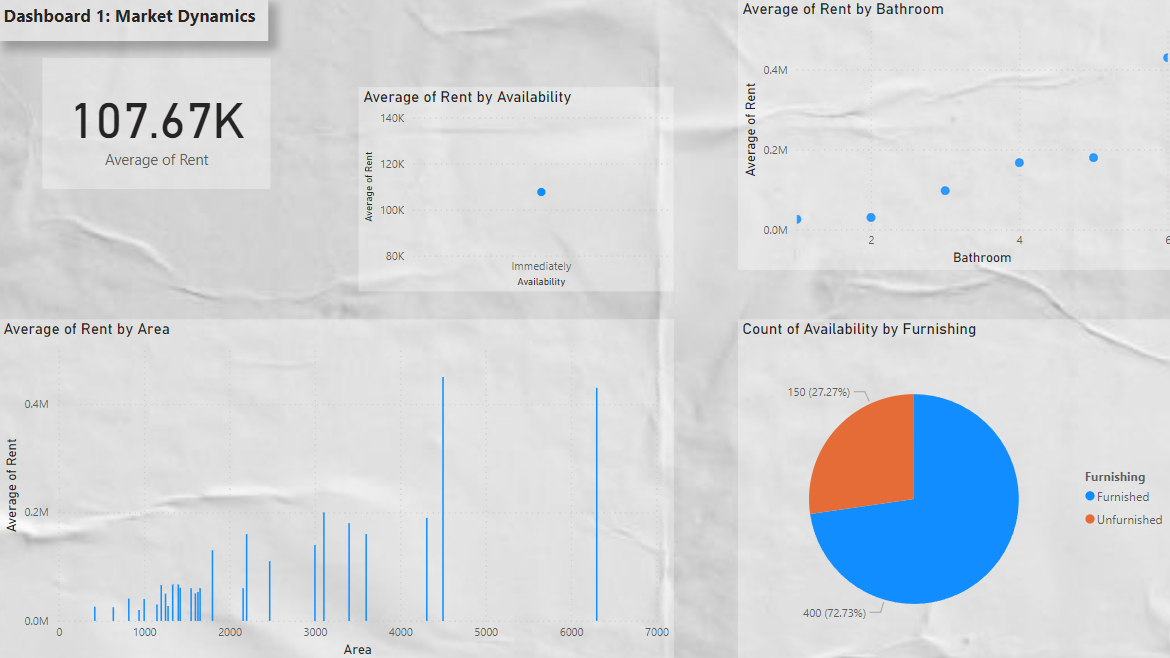 Dashboard 1: Market Dynamics
107.67K
Average of Rent
Average of Rent by Availability
Average of Rent
140K
120K
100K
80K
Immediately
Availability
Average of Rent by Bathroom
Average of Rent
0.4M
0.2M
0.0M
2
4
6
Bathroom
Average of Rent by Area
Average of Rent
0.4M
0.2M
0.0M
0
1000
2000
3000
4000
5000
6000
7000
Area
Count of Availability by Furnishing
150 (27.27%)
400 (72.73%)
Furnishing
Furnished
Unfurnished